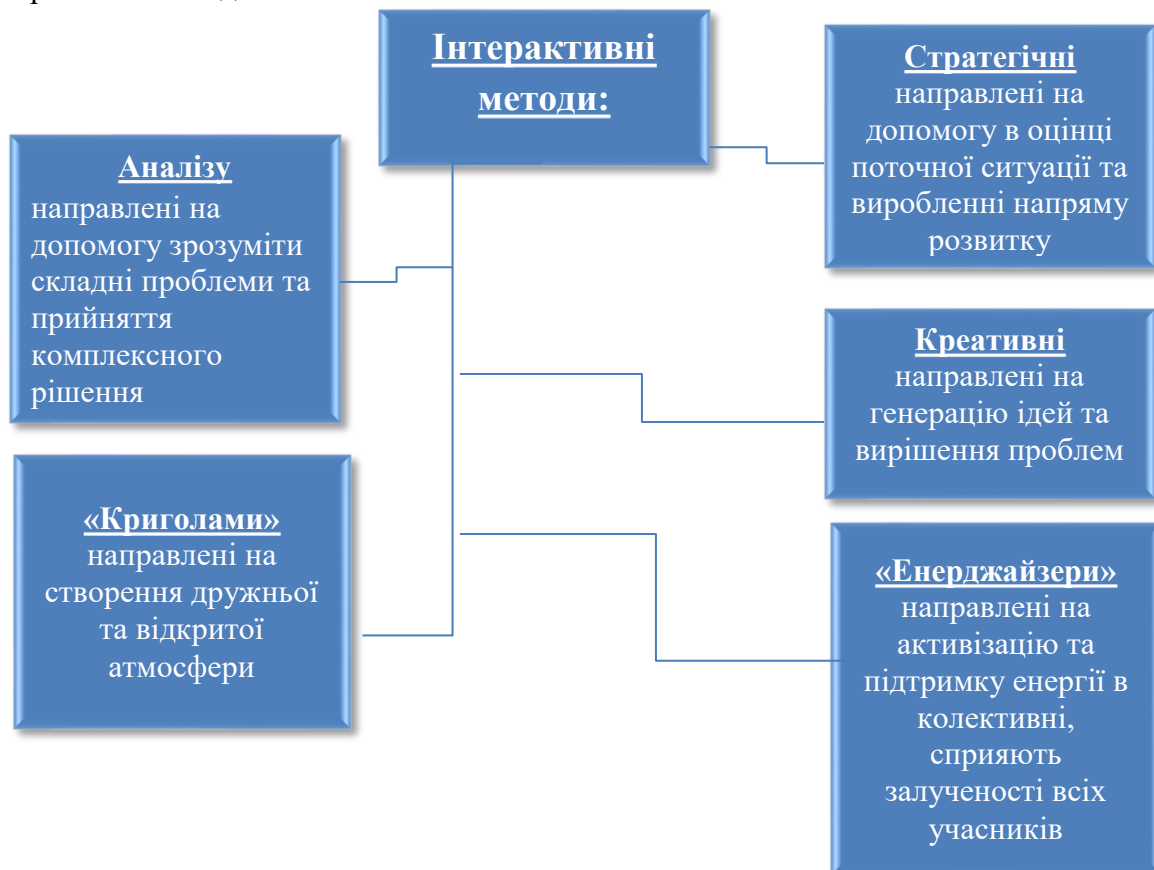 Інтерактивні
методи:
Стратегічні
направлені на
допомогу в оцінці
поточної ситуації та
виробленні напряму
розвитку
Аналізу
направлені на
допомогу зрозуміти
складні проблеми та
прийняття
комплексного
рішення
Креативні
направлені на
генерацію ідей та
вирішення проблем
«Криголами»
направлені на
створення дружньої
та відкритої
атмосфери
«Енерджайзери»
направлені на
активізацію та
підтримку енергії в
колективні,
сприяють
залученості всіх
учасників